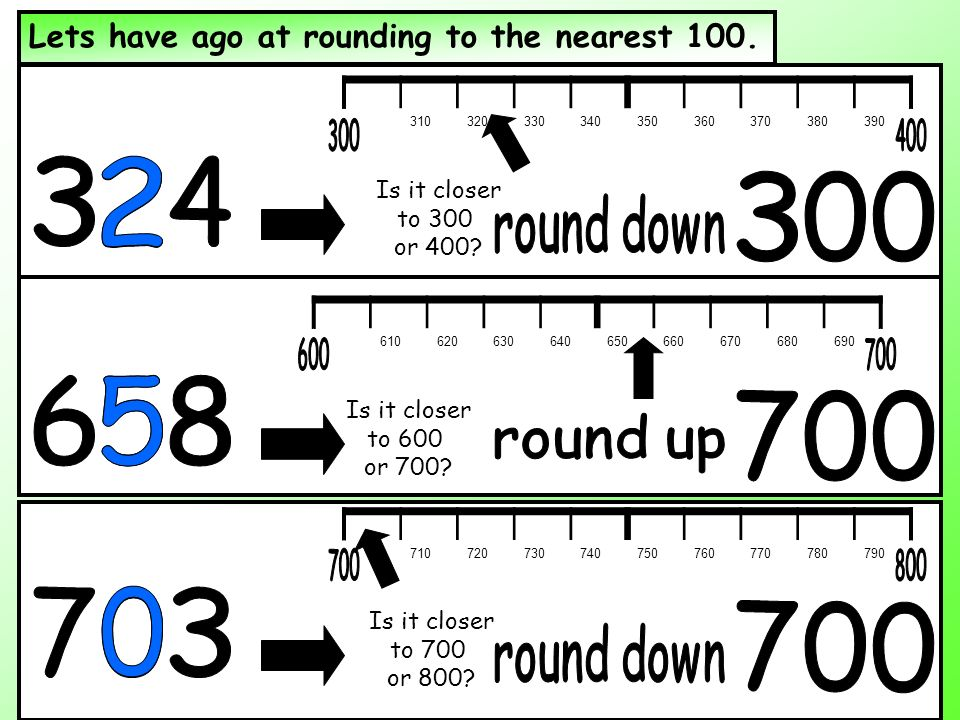 Lets have ago at rounding to the nearest 100.
300 310 320 330 340 350 360 370 380 390 400
324
Is it closer
to 300
or 400?
round down
300
600 610 620 630 640 650 660 670 680 690 700
658
Is it closer
to 600
or 700?
round up
700
700 710 720 730 740 750 760 770 780 790 800
703
Is it closer
to 700
or 800?
round down
700